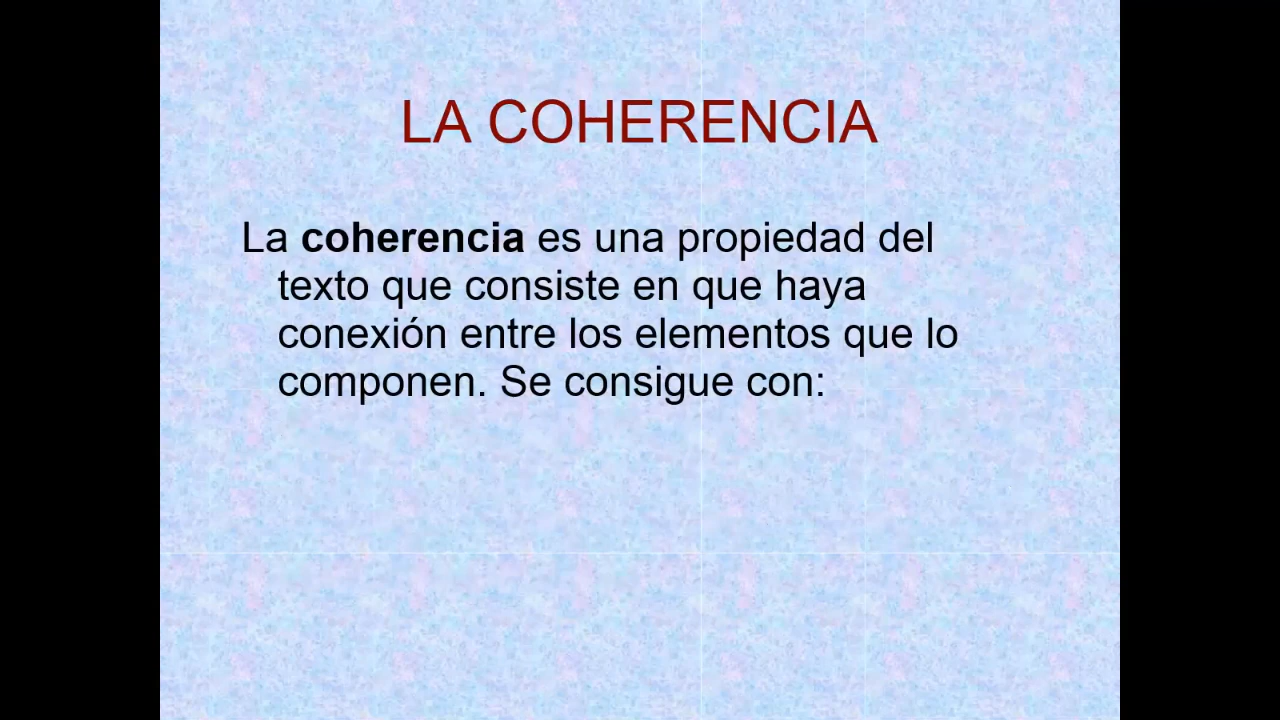 LA COHERENCIA
La coherencia es una propiedad del
texto que consiste en que haya
conexión entre los elementos que lo
componen. Se consigue con: